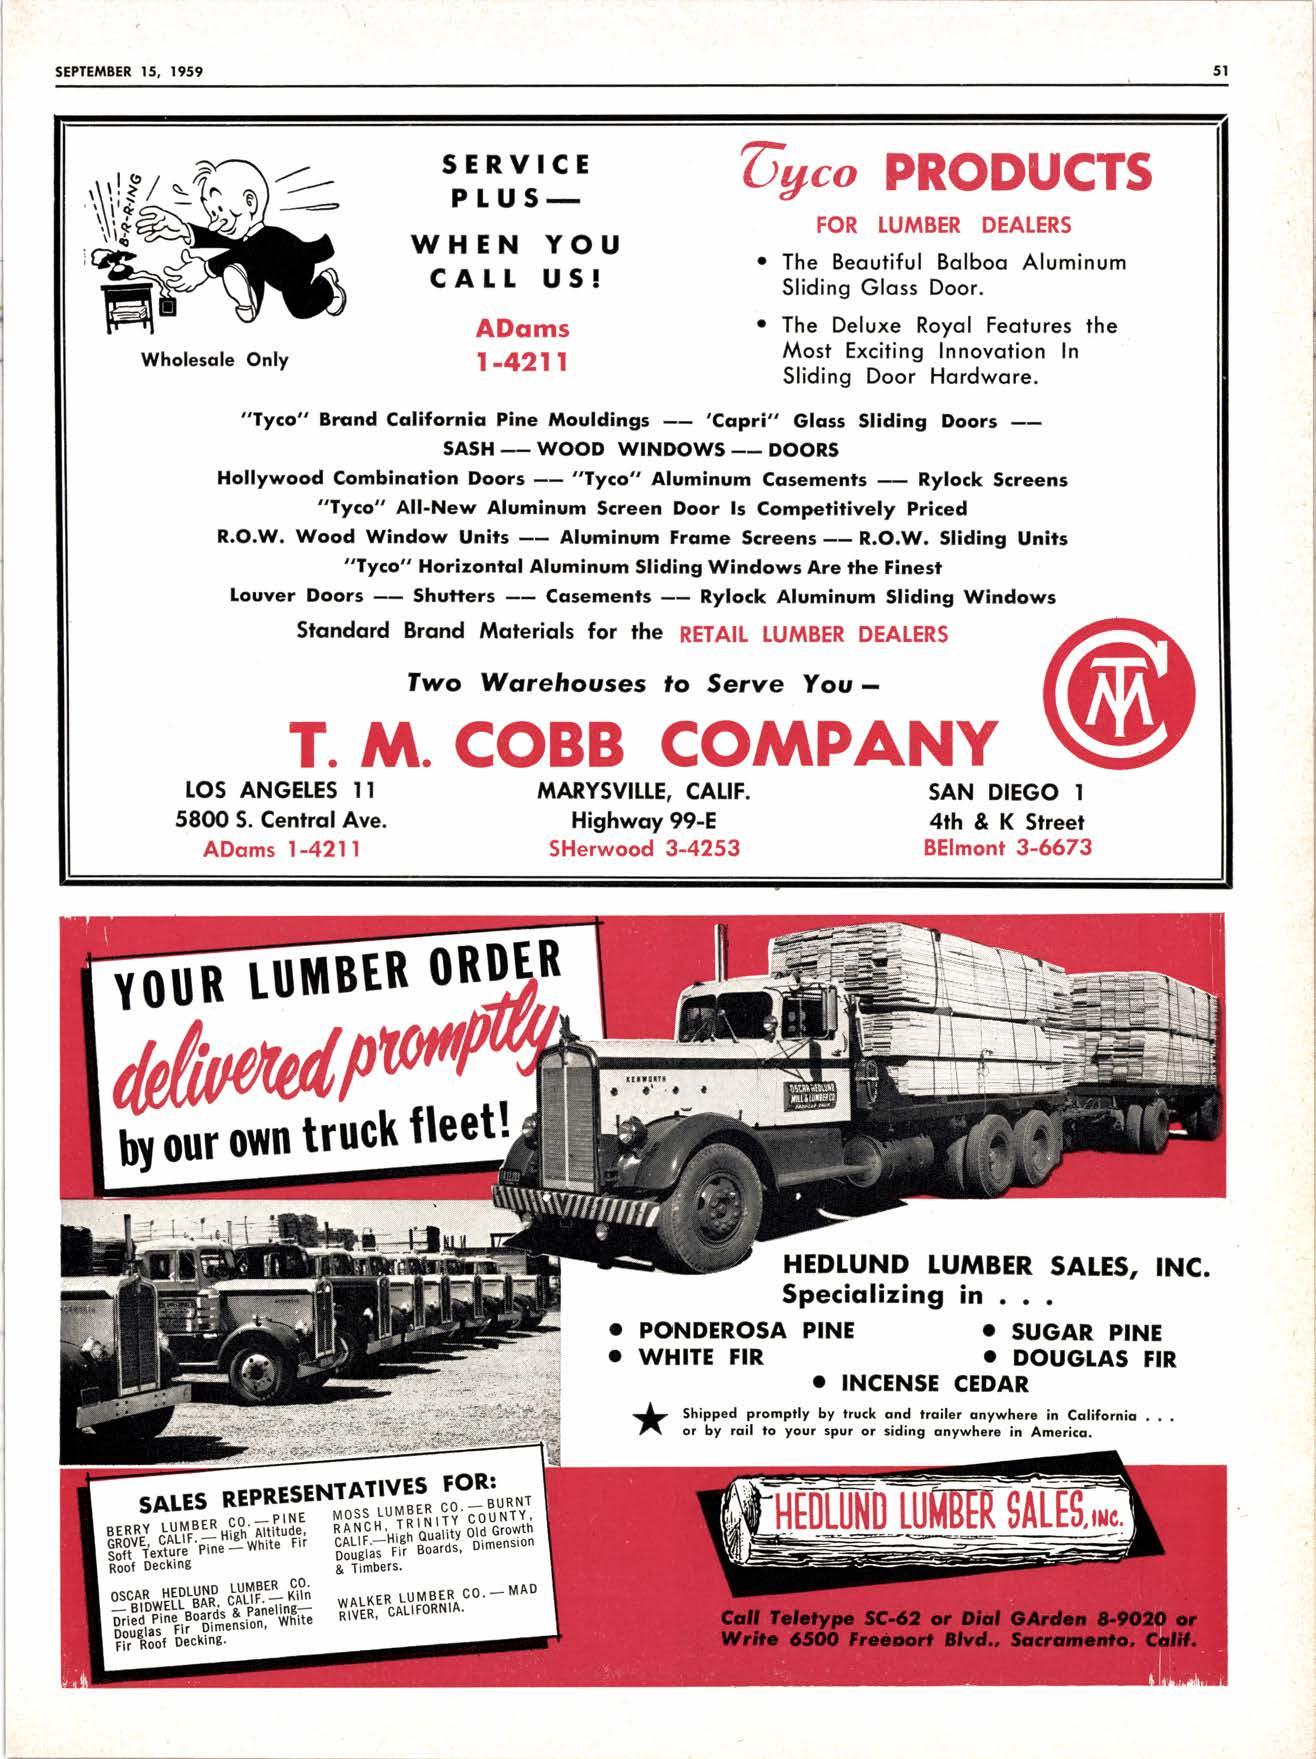 SEPTEMBER 15, 1959
51
B-R-R-ING
Wholesale Only
SERVICE
PLUS—
WHEN YOU
CALL US!
ADams
1-4211
Tyco PRODUCTS
FOR LUMBER DEALERS
• The Beautiful Balboa Aluminum
Sliding Glass Door.
• The Deluxe Royal Features the
Most Exciting Innovation In
Sliding Door Hardware.
"Tyco" Brand California Pine Mouldings —— 'Capri" Glass Sliding Doors ——
SASH —— WOOD WINDOWS —— DOORS
Hollywood Combination Doors —— "Tyco" Aluminum Casements —— Rylock Screens
"Tyco" All-New Aluminum Screen Door Is Competitively Priced
R.O.W. Wood Window Units —— Aluminum Frame Screens —— R.O.W. Sliding Units
"Tyco" Horizontal Aluminum Sliding Windows Are the Finest
Louver Doors —— Shutters —— Casements —— Rylock Aluminum Sliding Windows
Standard Brand Materials for the RETAIL LUMBER DEALERS
Two Warehouses to Serve You —
T. M. COBB COMPANY
CTM
LOS ANGELES 11
5800 S. Central Ave.
ADams 1-4211
MARYSVILLE, CALIF.
Highway 99-E
SHerwood 3-4253
SAN DIEGO 1
4th & K Street
BElmont 3-6673
YOUR LUMBER ORDER
delivered promptly
by our own truck fleet!
KENWORTH
OSCAR HEDLUND
MILL & LUMBER CO
HEDLUND LUMBER SALES, INC.
Specializing in . . .
• PONDEROSA PINE
• WHITE FIR
• SUGAR PINE
• DOUGLAS FIR
• INCENSE CEDAR
★ Shipped promptly by truck and trailer anywhere in California . . .
or by rail to your spur or siding anywhere in America.
SALES REPRESENTATIVES FOR:
BERRY LUMBER CO.—PINE
GROVE, CALIF.—High Altitude,
Soft Texture Pine—White Fir
Roof Decking
OSCAR HEDLUND LUMBER CO.
—BIDWELL BAR, CALIF.—Kiln
Dried Pine Boards & Paneling—
Douglas Fir Dimension, White
Fir Roof Decking.
MOSS LUMBER CO.—BURNT
RANCH, TRINITY COUNTY,
CALIF.—High Quality Old Growth
Douglas Fir Boards, Dimension
& Timbers.
WALKER LUMBER CO.—MAD
RIVER, CALIFORNIA.
HEDLUND LUMBER SALES, INC.
Call Teletype SC-62 or Dial GArden 8-9020 or
Write 6500 Freeport Blvd., Sacramento, Calif.